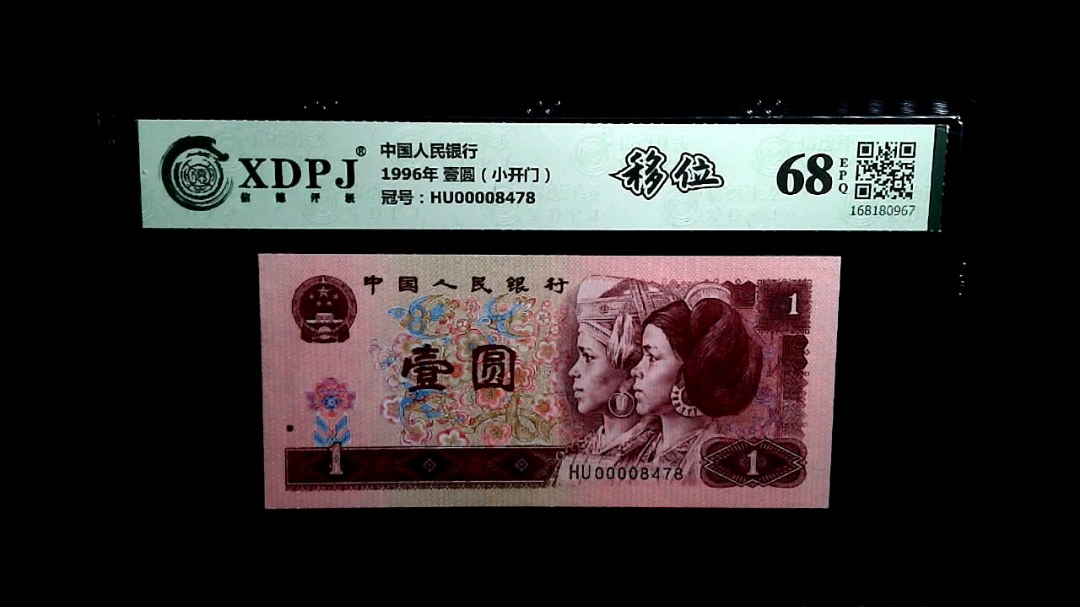 XDPJ®
信德评级
中国人民银行
1996年 壹圆（小开门）
冠号：HU00008478
移位
68
EPQ
168180967
中国人民银行
1
壹圆
1
HU00008478
1